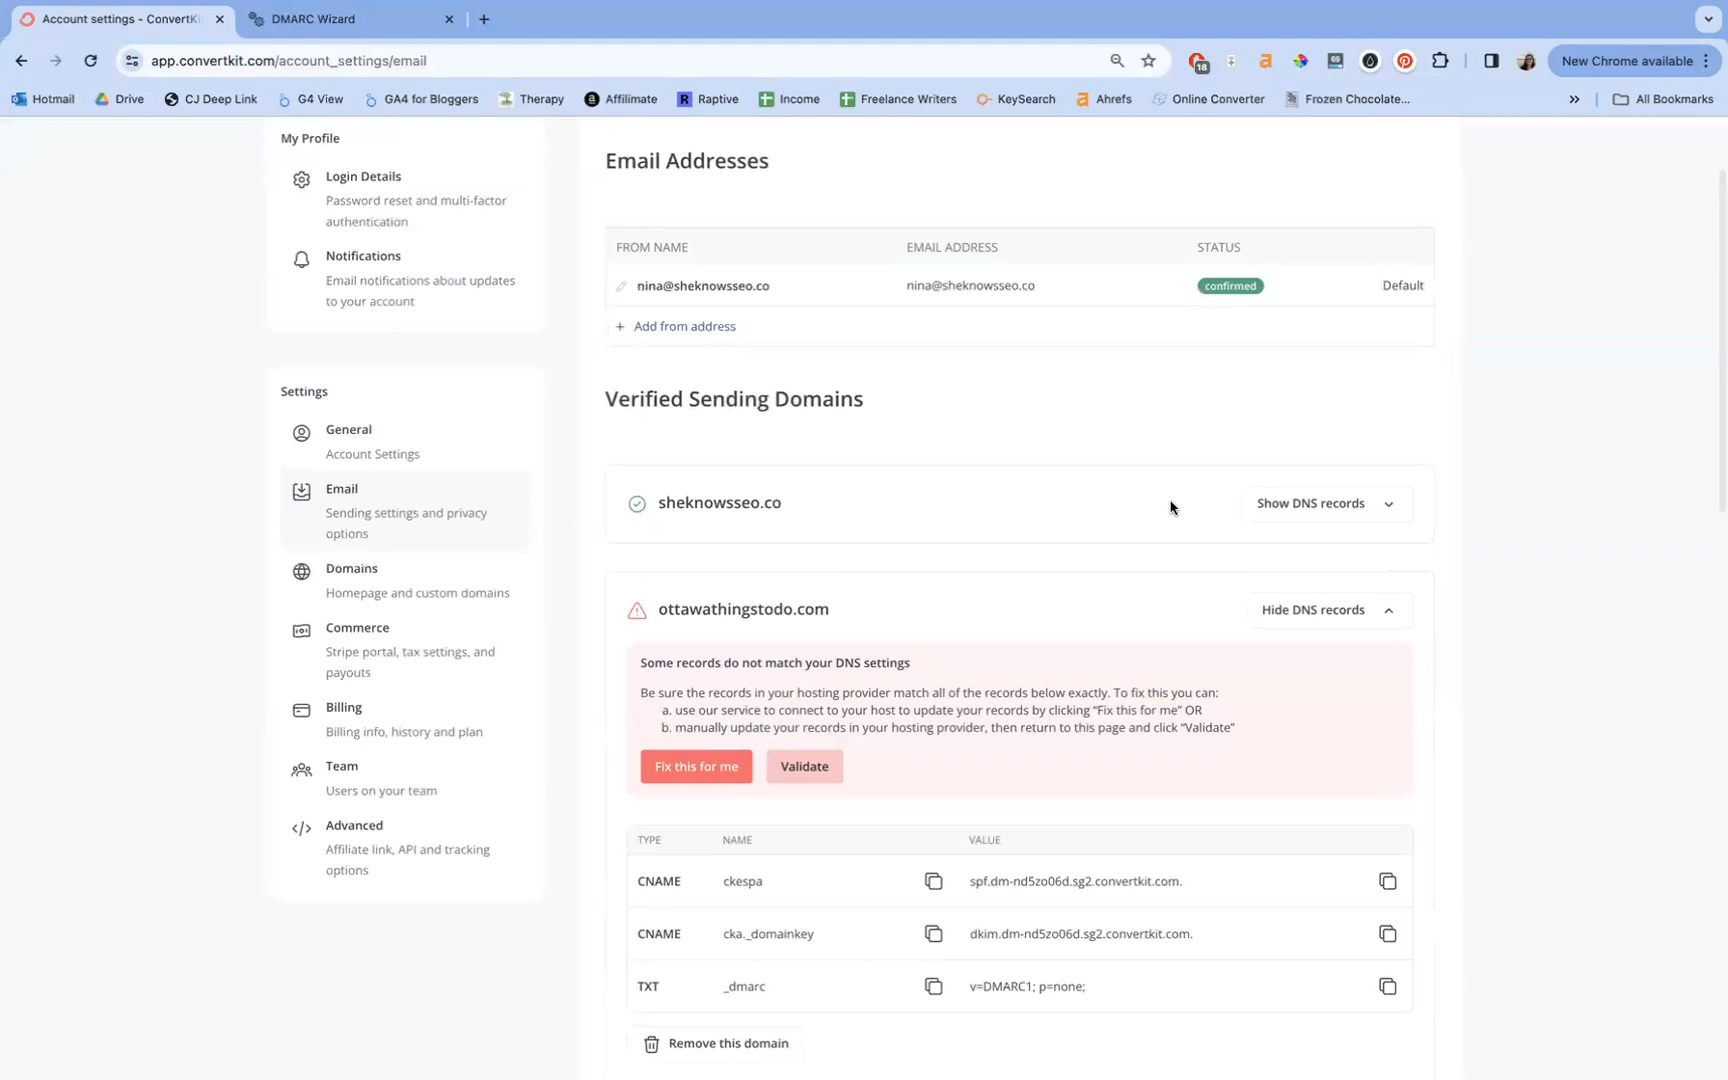 Account settings - ConvertKi
DMARC Wizard
app.convertkit.com/account_settings/email
18
69
New Chrome available
Hotmail
Drive
CJ Deep Link
G4 View
GA4 for Bloggers
Therapy
Affilimate
Raptive
Income
Freelance Writers
KeySearch
Ahrefs
Online Converter
Frozen Chocolate...
All Bookmarks
My Profile
Login Details
Password reset and multi-factor
authentication
Notifications
Email notifications about updates
to your account
Settings
General
Account Settings
Email
Sending settings and privacy
options
Domains
Homepage and custom domains
Commerce
Stripe portal, tax settings, and
payouts
Billing
Billing info, history and plan
Team
Users on your team
Advanced
Affiliate link, API and tracking
options
Email Addresses
FROM NAME EMAIL ADDRESS STATUS
nina@sheknowsseo.co nina@sheknowsseo.co confirmed Default
+ Add from address
Verified Sending Domains
sheknowsseo.co Show DNS records
ottawathingstodo.com Hide DNS records
Some records do not match your DNS settings
Be sure the records in your hosting provider match all of the records below exactly. To fix this you can:
a. use our service to connect to your host to update your records by clicking “Fix this for me” OR
b. manually update your records in your hosting provider, then return to this page and click “Validate”
Fix this for me Validate
TYPE NAME VALUE
CNAME ckespa spf.dm-nd5zo06d.sg2.convertkit.com.
CNAME cka._domainkey dkim.dm-nd5zo06d.sg2.convertkit.com.
TXT _dmarc v=DMARC1; p=none;
Remove this domain